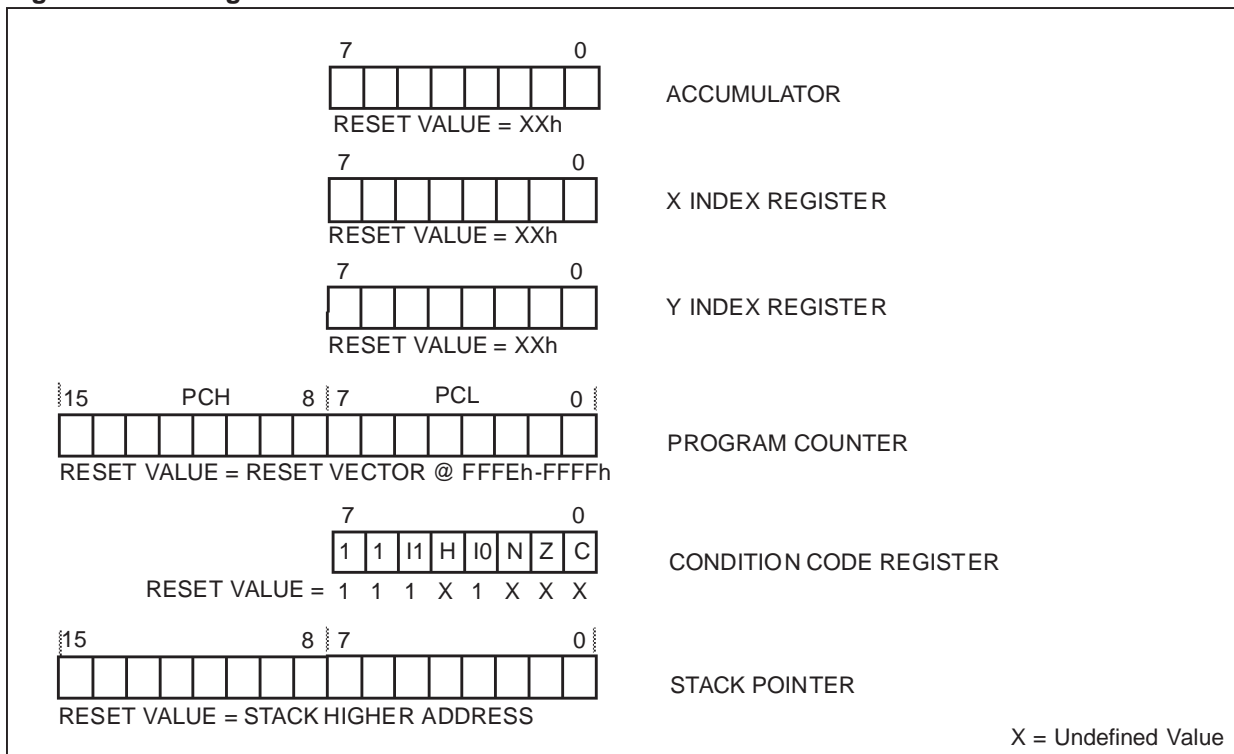 7 0
ACCUMULATOR
RESET VALUE = XXh
7 0
X INDEX REGISTER
RESET VALUE = XXh
7 0
Y INDEX REGISTER
RESET VALUE = XXh
15 PCH 8 7 PCL 0
PROGRAM COUNTER
RESET VALUE = RESET VECTOR @ FFFEh-FFFFh
7 0
1 1 I1 H I0 N Z C
CONDITION CODE REGISTER
RESET VALUE = 1 1 1 X 1 X X X
15 8 7 0
STACK POINTER
RESET VALUE = STACK HIGHER ADDRESS
X = Undefined Value